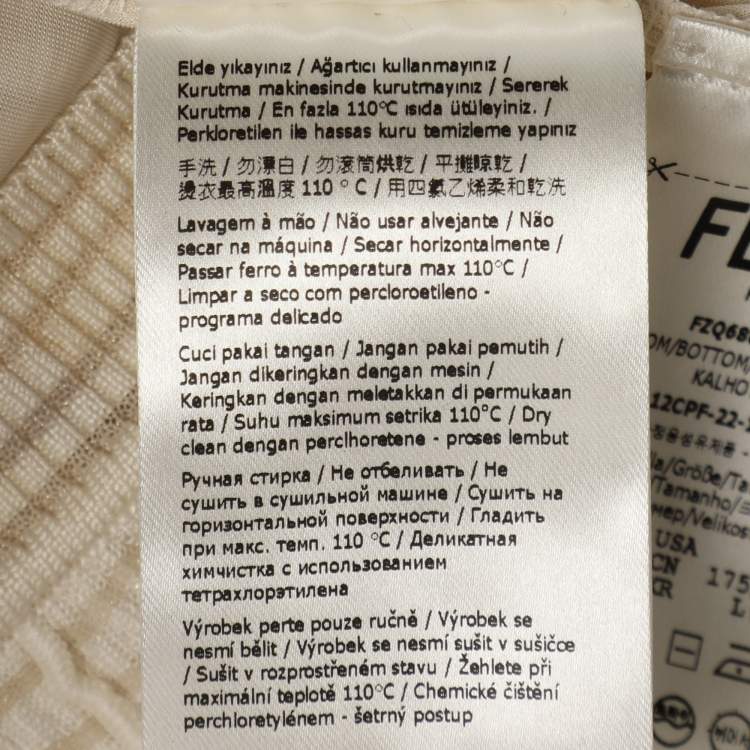 Elde yıkayınız / Ağartıcı kullanmayınız /
Kurutma makinesinde kurutmayınız / Sererek
Kurutma / En fazla 110°C ısıda ütüleyiniz. /
Perkloretilen ile hassas kuru temizleme yapınız
手洗 / 勿漂白 / 勿滾筒烘乾 / 平攤晾乾 /
燙衣最高溫度 110 ° C / 用四氯乙烯柔和乾洗
Lavagem à mão / Não usar alvejante / Não
secar na máquina / Secar horizontalmente /
Passar ferro à temperatura max 110°C /
Limpar a seco com percloroetileno -
programa delicado
Cuci pakai tangan / Jangan pakai pemutih /
Jangan dikeringkan dengan mesin /
Keringkan dengan meletakkan di permukaan
rata / Suhu maksimum setrika 110°C / Dry
clean dengan perclhoretene - proses lembut
Ручная стирка / Не отбеливать / Не
сушить в сушильной машине / Сушить на
горизонтальной поверхности / Гладить
при макс. темп. 110 °C / Деликатная
химчистка с использованием
тетрахлорэтилена
Výrobek perte pouze ručně / Výrobek se
nesmí bělit / Výrobek se nesmí sušit v sušičce
/ Sušit v rozprostřeném stavu / Žehlete při
maximální teplotě 110°C / Chemické čištění
perchloretylénem - šetrný postup
FZQ68
OM/BOTTOM
KALHO
12CPF-22-
a/Größe/Ta
Tamanho/
мер/Velikos
USA
CN 175
KR L